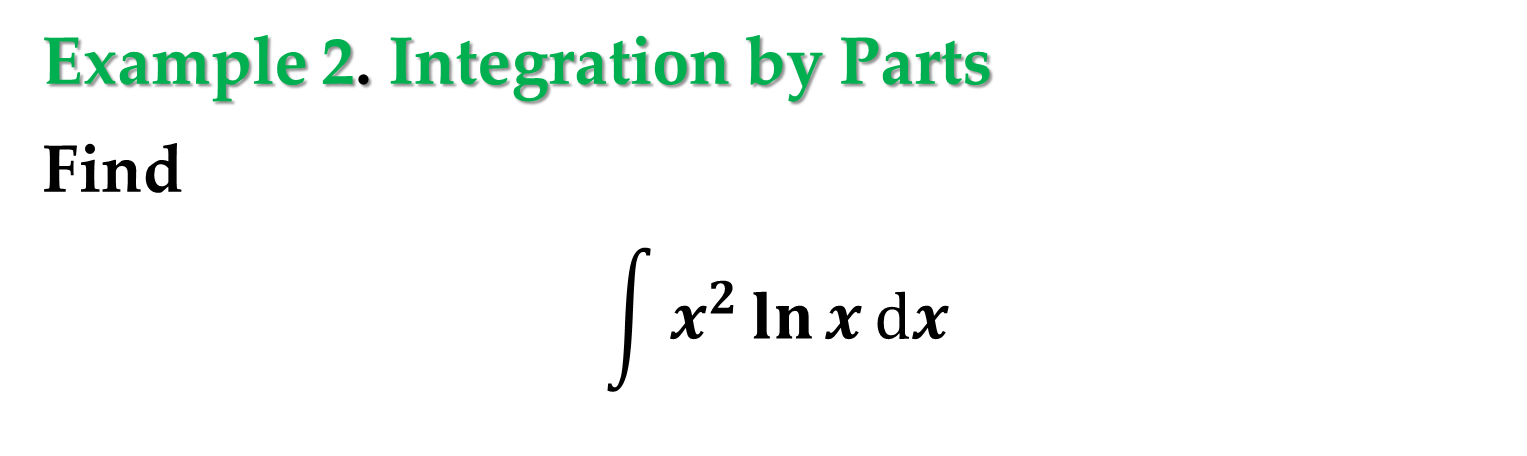 Example 2. Integration by Parts
Find
∫ x² ln x dx